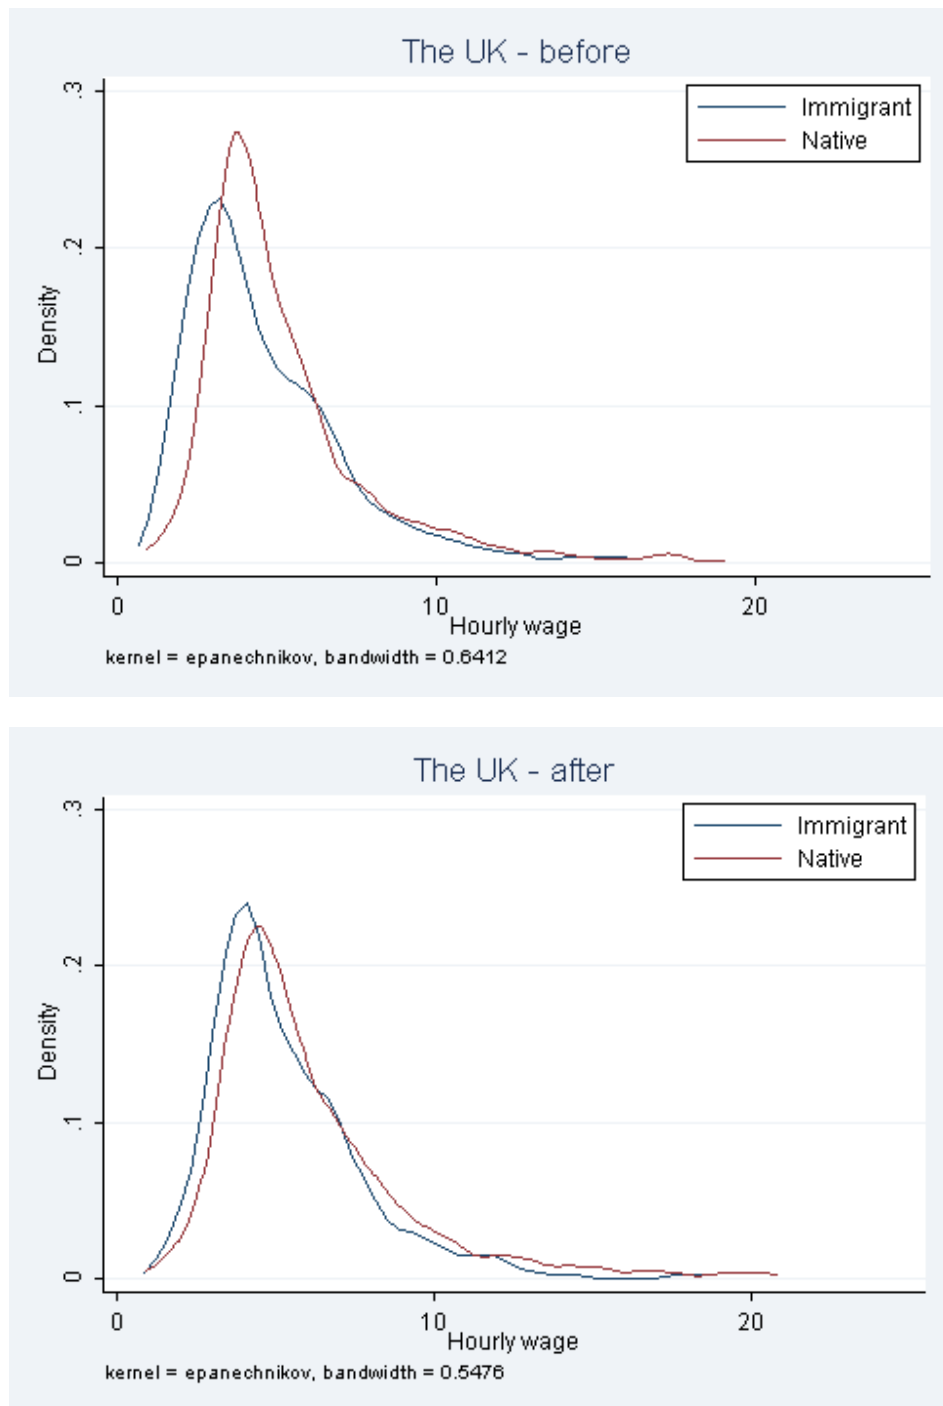 The UK - before
Immigrant
Native
.3
.2
.1
0
Density
0 10 20
Hourly wage
kernel = epanechnikov, bandwidth = 0.6412
The UK - after
Immigrant
Native
.3
.2
.1
0
Density
0 10 20
Hourly wage
kernel = epanechnikov, bandwidth = 0.5476